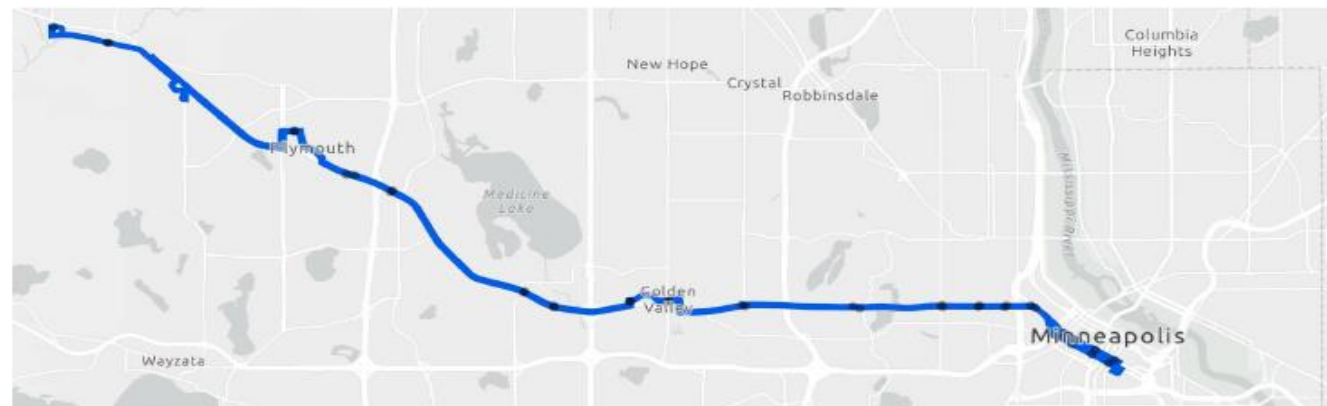 Columbia
Heights
New Hope
Crystal
Robbinsdale
Plymouth
Mississippi River
Medicine
Lake
Golden
Valley
Minneapolis
Wayzata